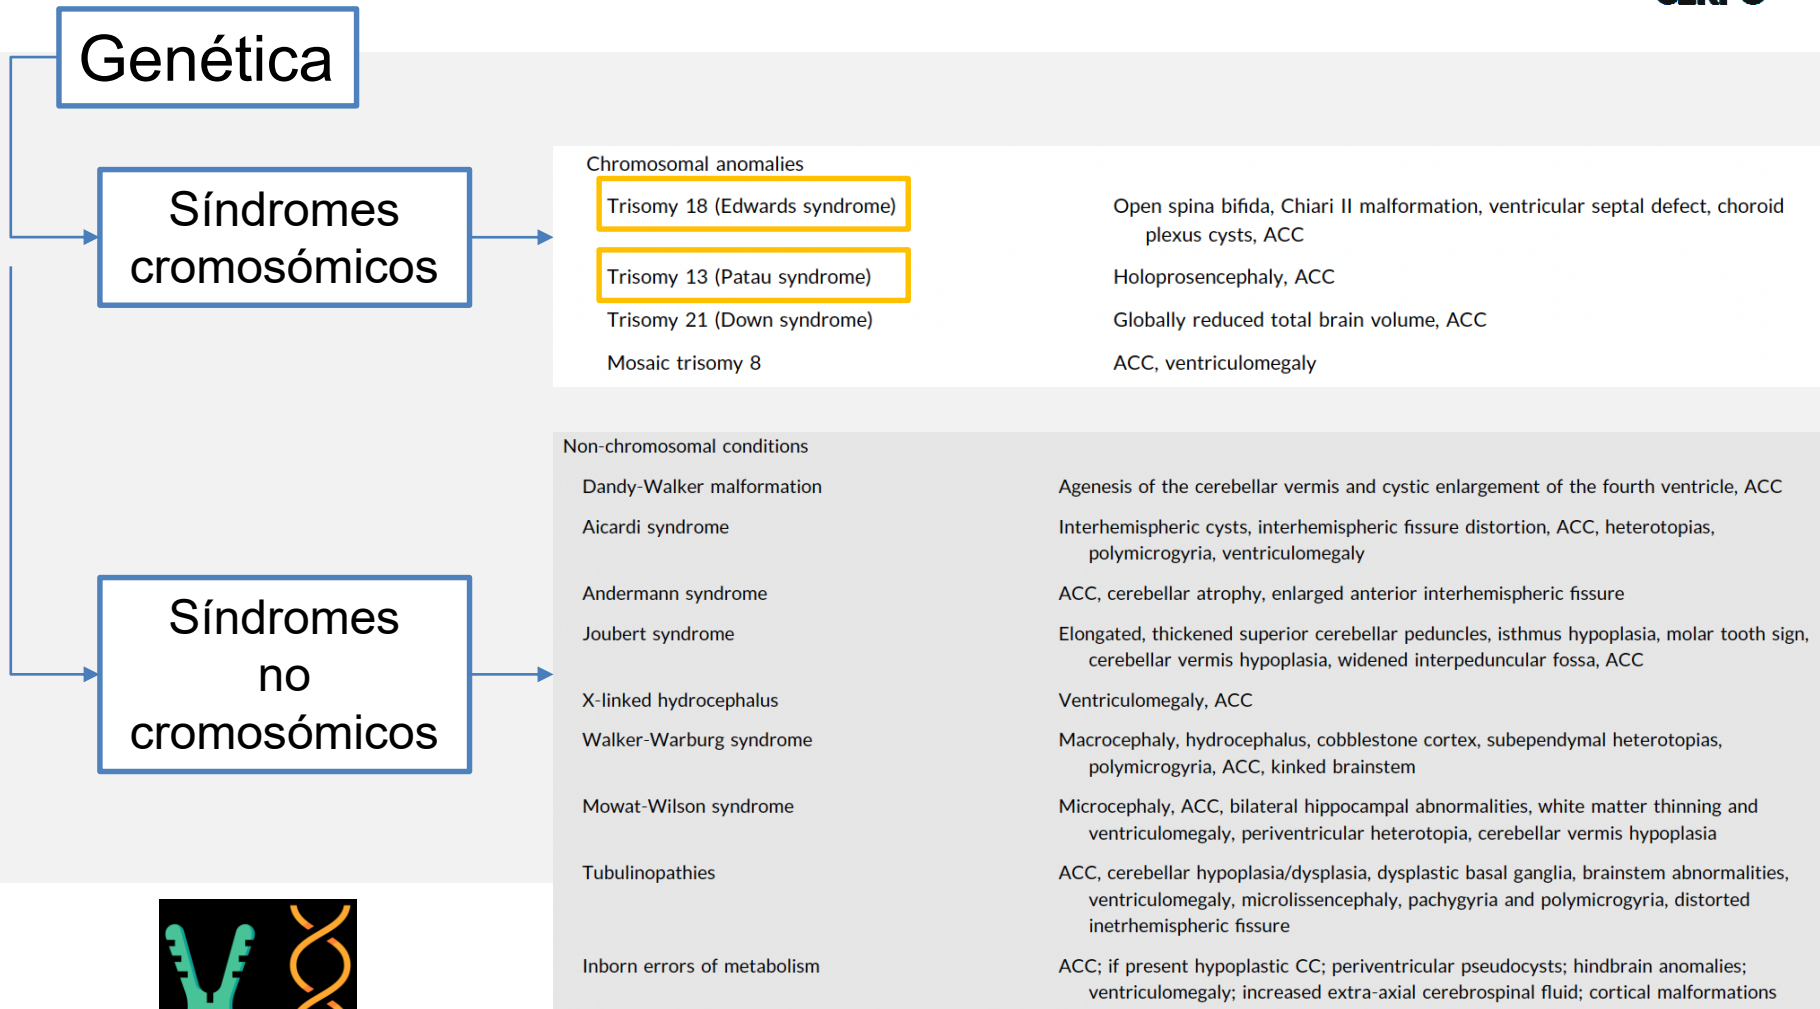 Genética
Síndromes
cromosómicos
Chromosomal anomalies
Trisomy 18 (Edwards syndrome)
Open spina bifida, Chiari II malformation, ventricular septal defect, choroid
plexus cysts, ACC
Trisomy 13 (Patau syndrome)
Holoprosencephaly, ACC
Trisomy 21 (Down syndrome)
Globally reduced total brain volume, ACC
Mosaic trisomy 8
ACC, ventriculomegaly
Síndromes
no
cromosómicos
Non-chromosomal conditions
Dandy-Walker malformation
Agenesis of the cerebellar vermis and cystic enlargement of the fourth ventricle, ACC
Aicardi syndrome
Interhemispheric cysts, interhemispheric fissure distortion, ACC, heterotopias,
polymicrogyria, ventriculomegaly
Andermann syndrome
ACC, cerebellar atrophy, enlarged anterior interhemispheric fissure
Joubert syndrome
Elongated, thickened superior cerebellar peduncles, isthmus hypoplasia, molar tooth sign,
cerebellar vermis hypoplasia, widened interpeduncular fossa, ACC
X-linked hydrocephalus
Ventriculomegaly, ACC
Walker-Warburg syndrome
Macrocephaly, hydrocephalus, cobblestone cortex, subependymal heterotopias,
polymicrogyria, ACC, kinked brainstem
Mowat-Wilson syndrome
Microcephaly, ACC, bilateral hippocampal abnormalities, white matter thinning and
ventriculomegaly, periventricular heterotopia, cerebellar vermis hypoplasia
Tubulinopathies
ACC, cerebellar hypoplasia/dysplasia, dysplastic basal ganglia, brainstem abnormalities,
ventriculomegaly, microlissencephaly, pachygyria and polymicrogyria, distorted
inetrhemispheric fissure
Inborn errors of metabolism
ACC; if present hypoplastic CC; periventricular pseudocysts; hindbrain anomalies;
ventriculomegaly; increased extra-axial cerebrospinal fluid; cortical malformations